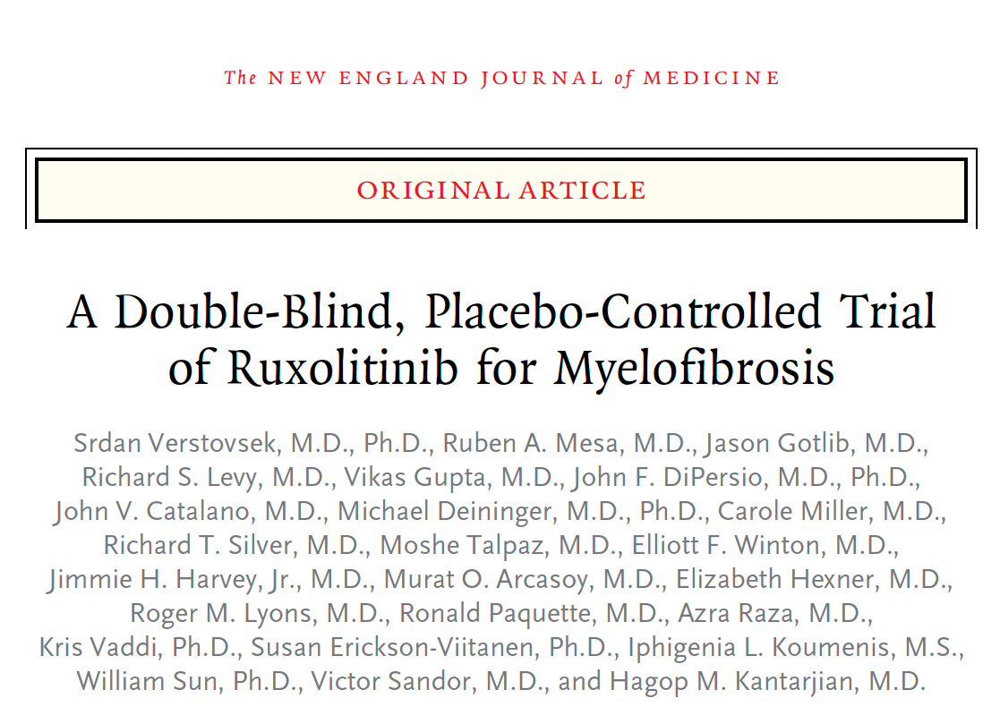 The NEW ENGLAND JOURNAL of MEDICINE
ORIGINAL ARTICLE
A Double-Blind, Placebo-Controlled Trial
of Ruxolitinib for Myelofibrosis
Srdan Verstovsek, M.D., Ph.D., Ruben A. Mesa, M.D., Jason Gotlib, M.D.,
Richard S. Levy, M.D., Vikas Gupta, M.D., John F. DiPersio, M.D., Ph.D.,
John V. Catalano, M.D., Michael Deininger, M.D., Ph.D., Carole Miller, M.D.,
Richard T. Silver, M.D., Moshe Talpaz, M.D., Elliott F. Winton, M.D.,
Jimmie H. Harvey, Jr., M.D., Murat O. Arcasoy, M.D., Elizabeth Hexner, M.D.,
Roger M. Lyons, M.D., Ronald Paquette, M.D., Azra Raza, M.D.,
Kris Vaddi, Ph.D., Susan Erickson-Viitanen, Ph.D., Iphigenia L. Koumenis, M.S.,
William Sun, Ph.D., Victor Sandor, M.D., and Hagop M. Kantarjian, M.D.